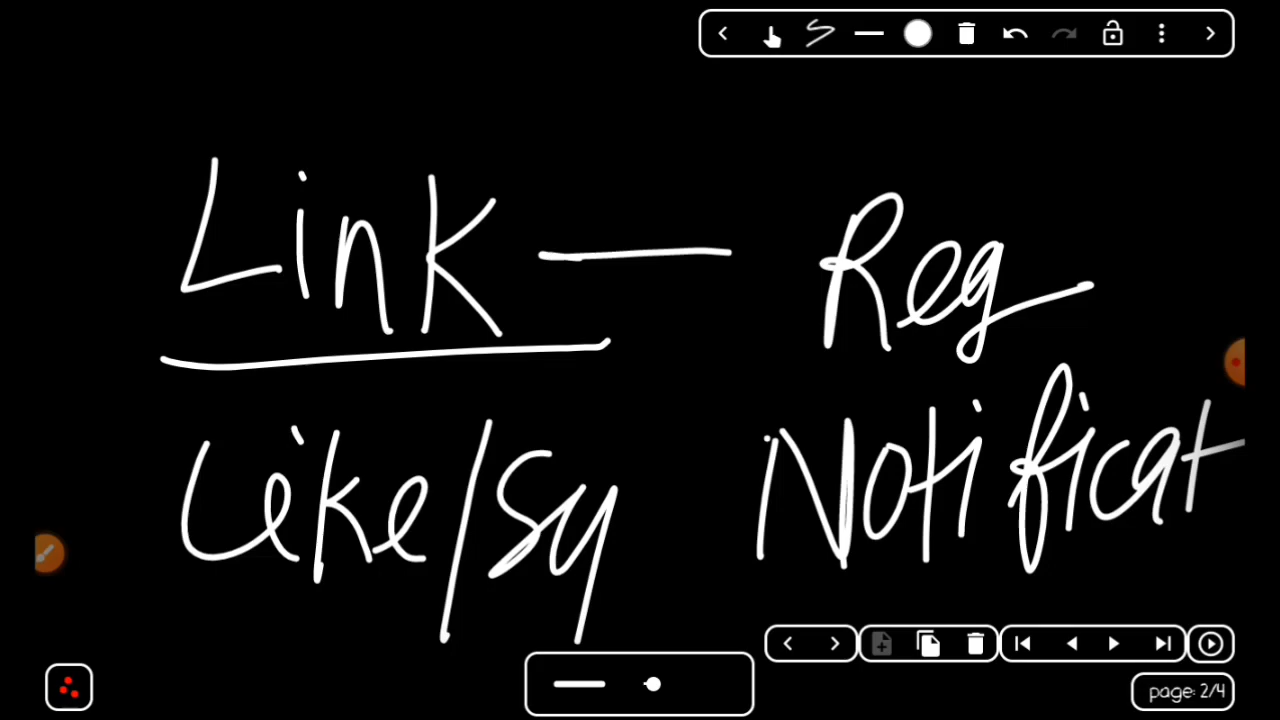 Link — Reg
Like/Sy Notificat
page: 2/4